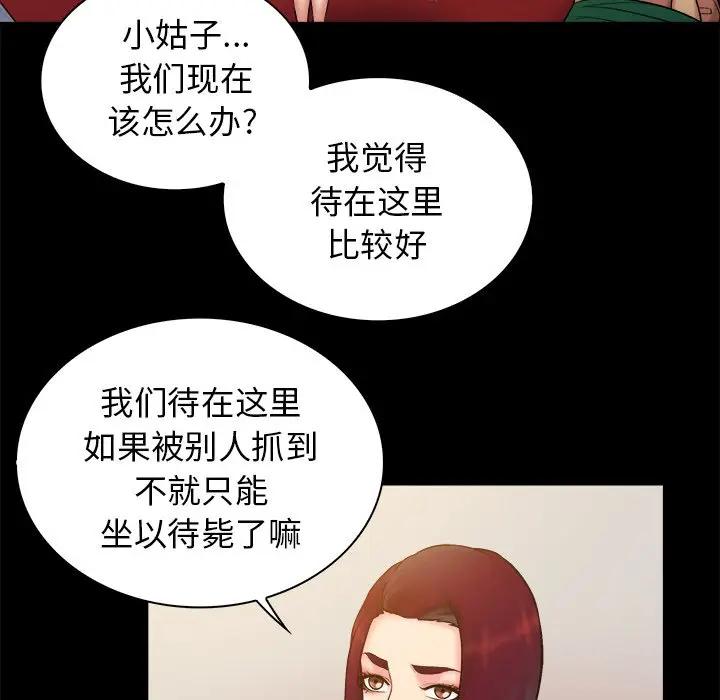 小姑子...
我们现在
该怎么办?
我觉得
待在这里
比较好
我们待在这里
如果被别人抓到
不就只能
坐以待毙了嘛